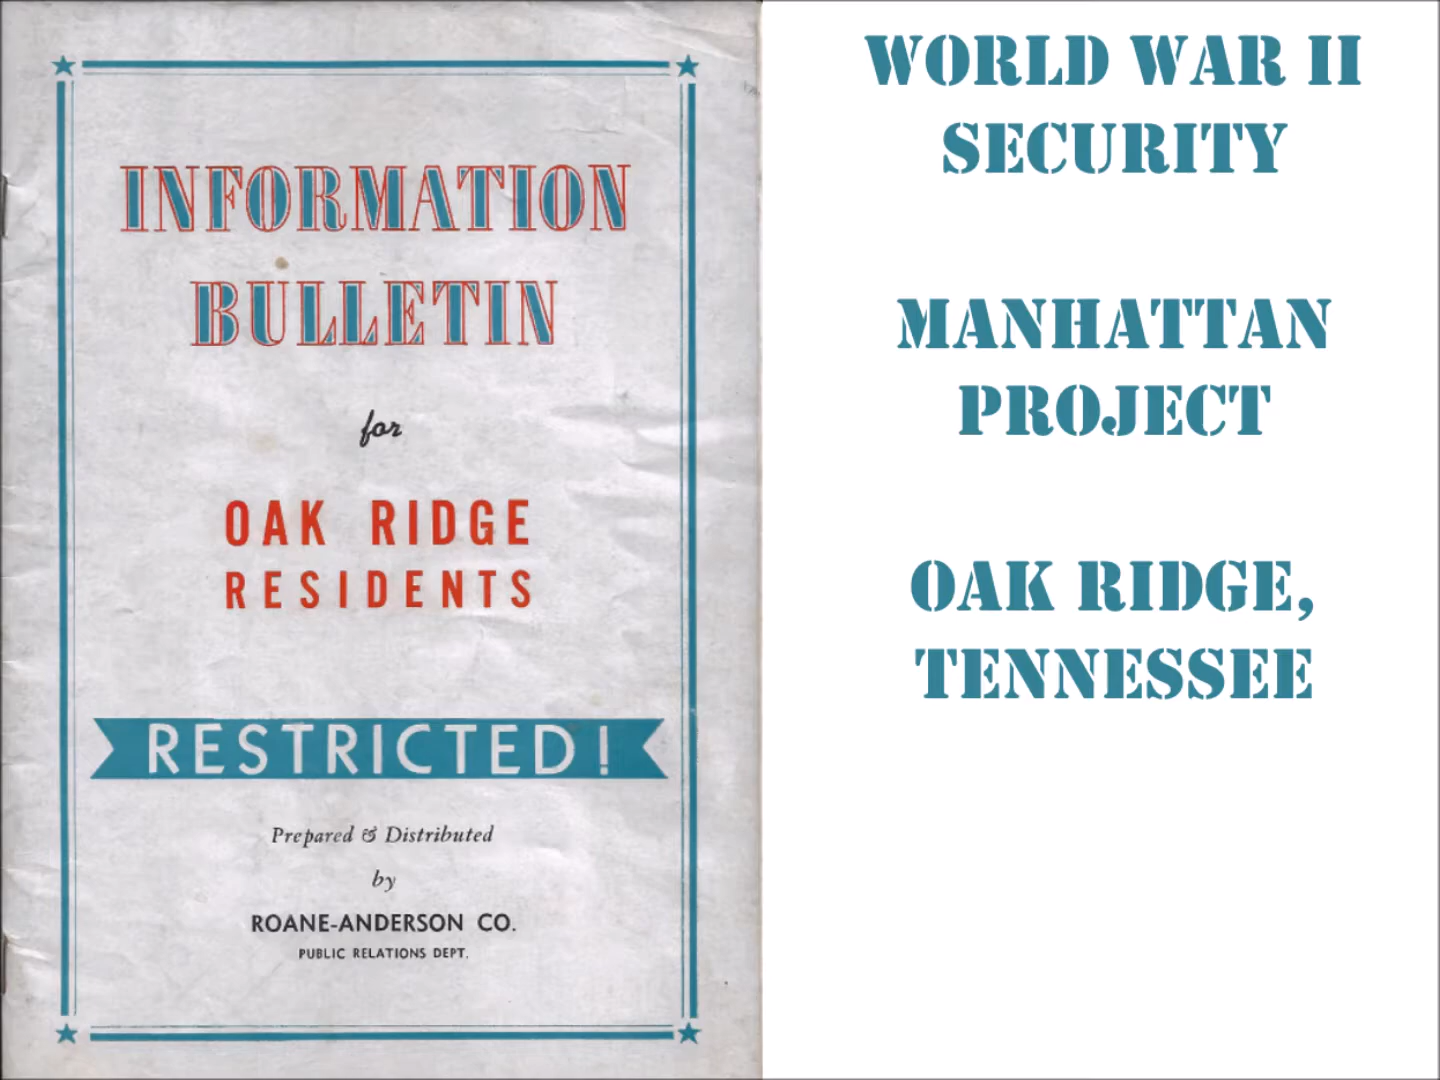 INFORMATION
BULLETIN
for
OAK RIDGE
RESIDENTS
RESTRICTED!
Prepared & Distributed
by
ROANE-ANDERSON CO.
PUBLIC RELATIONS DEPT.
WORLD WAR II
SECURITY
MANHATTAN
PROJECT
OAK RIDGE,
TENNESSEE